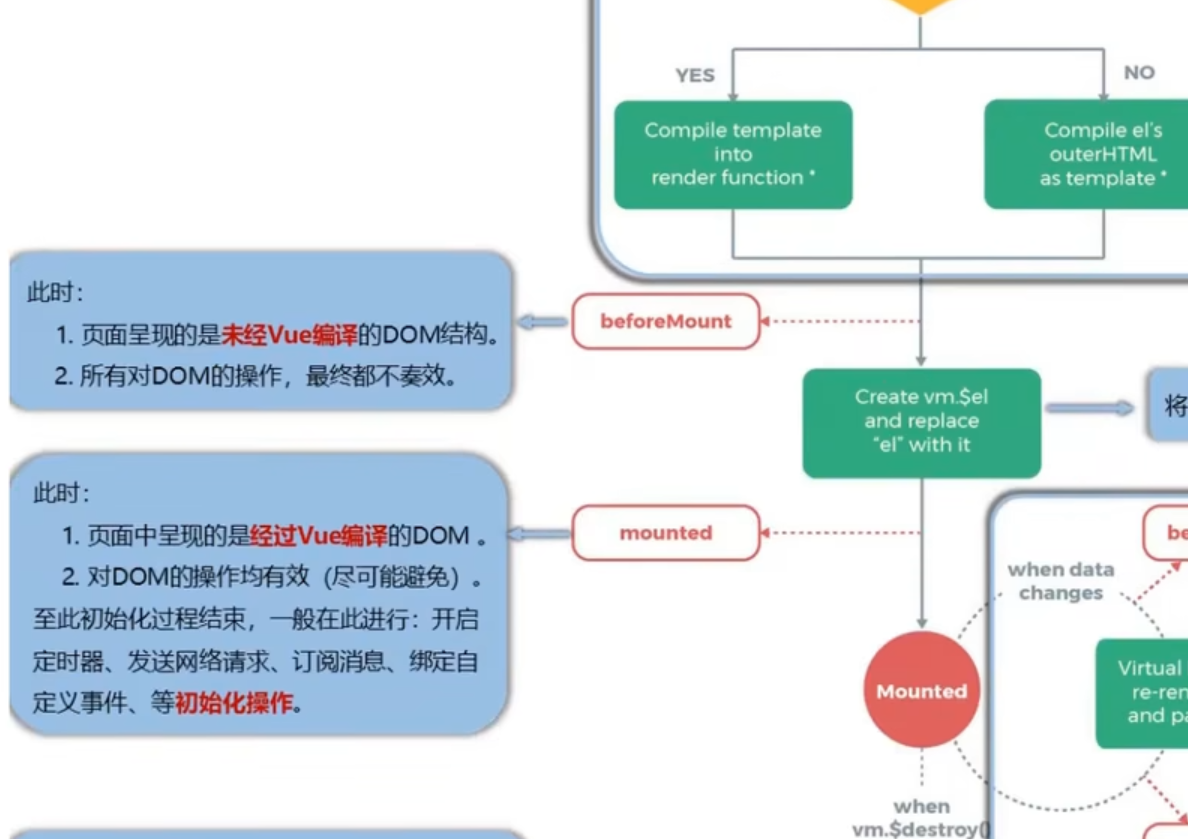 YES
NO
Compile template
into
render function *
Compile el's
outerHTML
as template *
此时：
1. 页面呈现的是未经Vue编译的DOM结构。
2. 所有对DOM的操作，最终都不奏效。
beforeMount
Create vm.$el
and replace
“el” with it
将
此时：
1. 页面中呈现的是经过Vue编译的DOM 。
2. 对DOM的操作均有效（尽可能避免）。
至此初始化过程结束，一般在此进行：开启
定时器、发送网络请求、订阅消息、绑定自
定义事件、等初始化操作。
mounted
be
when data
changes
Mounted
Virtual
re-ren
and pa
when
vm.$destroy()